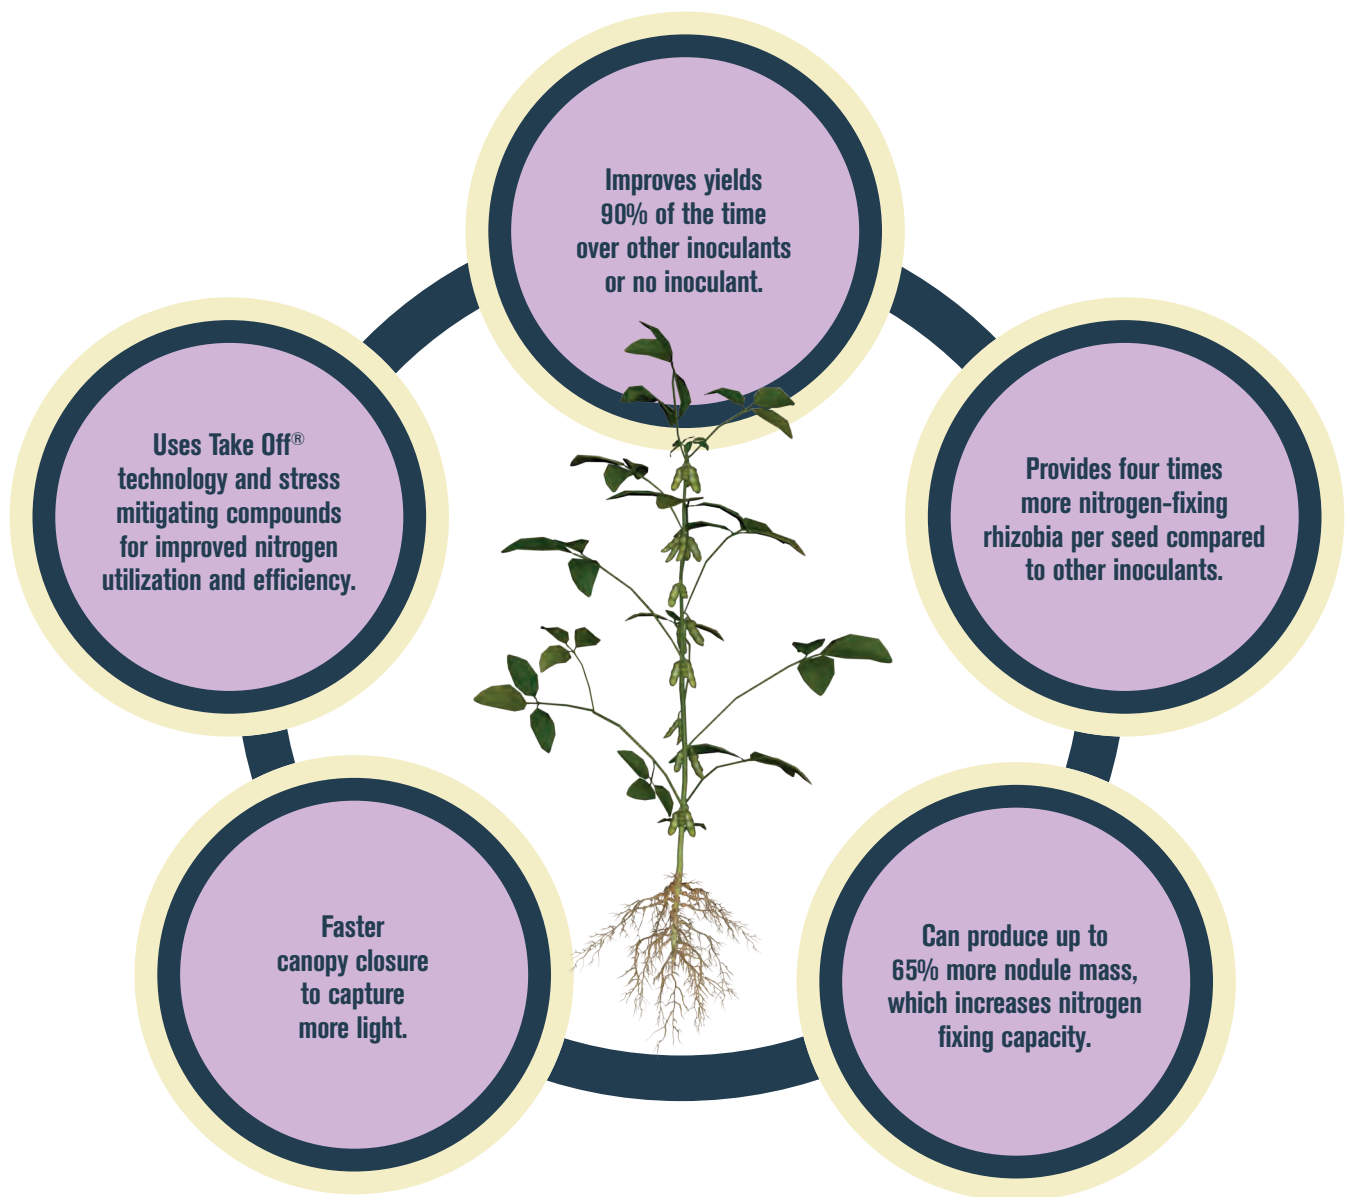 Improves yields
90% of the time
over other inoculants
or no inoculant.
Uses Take Off®
technology and stress
mitigating compounds
for improved nitrogen
utilization and efficiency.
Provides four times
more nitrogen-fixing
rhizobia per seed compared
to other inoculants.
Faster
canopy closure
to capture
more light.
Can produce up to
65% more nodule mass,
which increases nitrogen
fixing capacity.